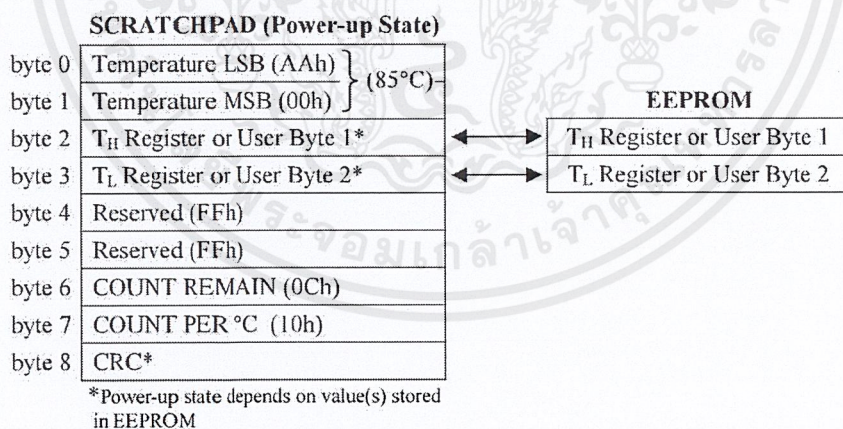 SCRATCHPAD (Power-up State)
byte 0 Temperature LSB (AAh)
(85°C)
byte 1 Temperature MSB (00h)
EEPROM
byte 2 TH Register or User Byte 1* TH Register or User Byte 1
byte 3 TL Register or User Byte 2* TL Register or User Byte 2
byte 4 Reserved (FFh)
byte 5 Reserved (FFh)
byte 6 COUNT REMAIN (0Ch)
byte 7 COUNT PER °C (10h)
byte 8 CRC*
*Power-up state depends on value(s) stored
in EEPROM